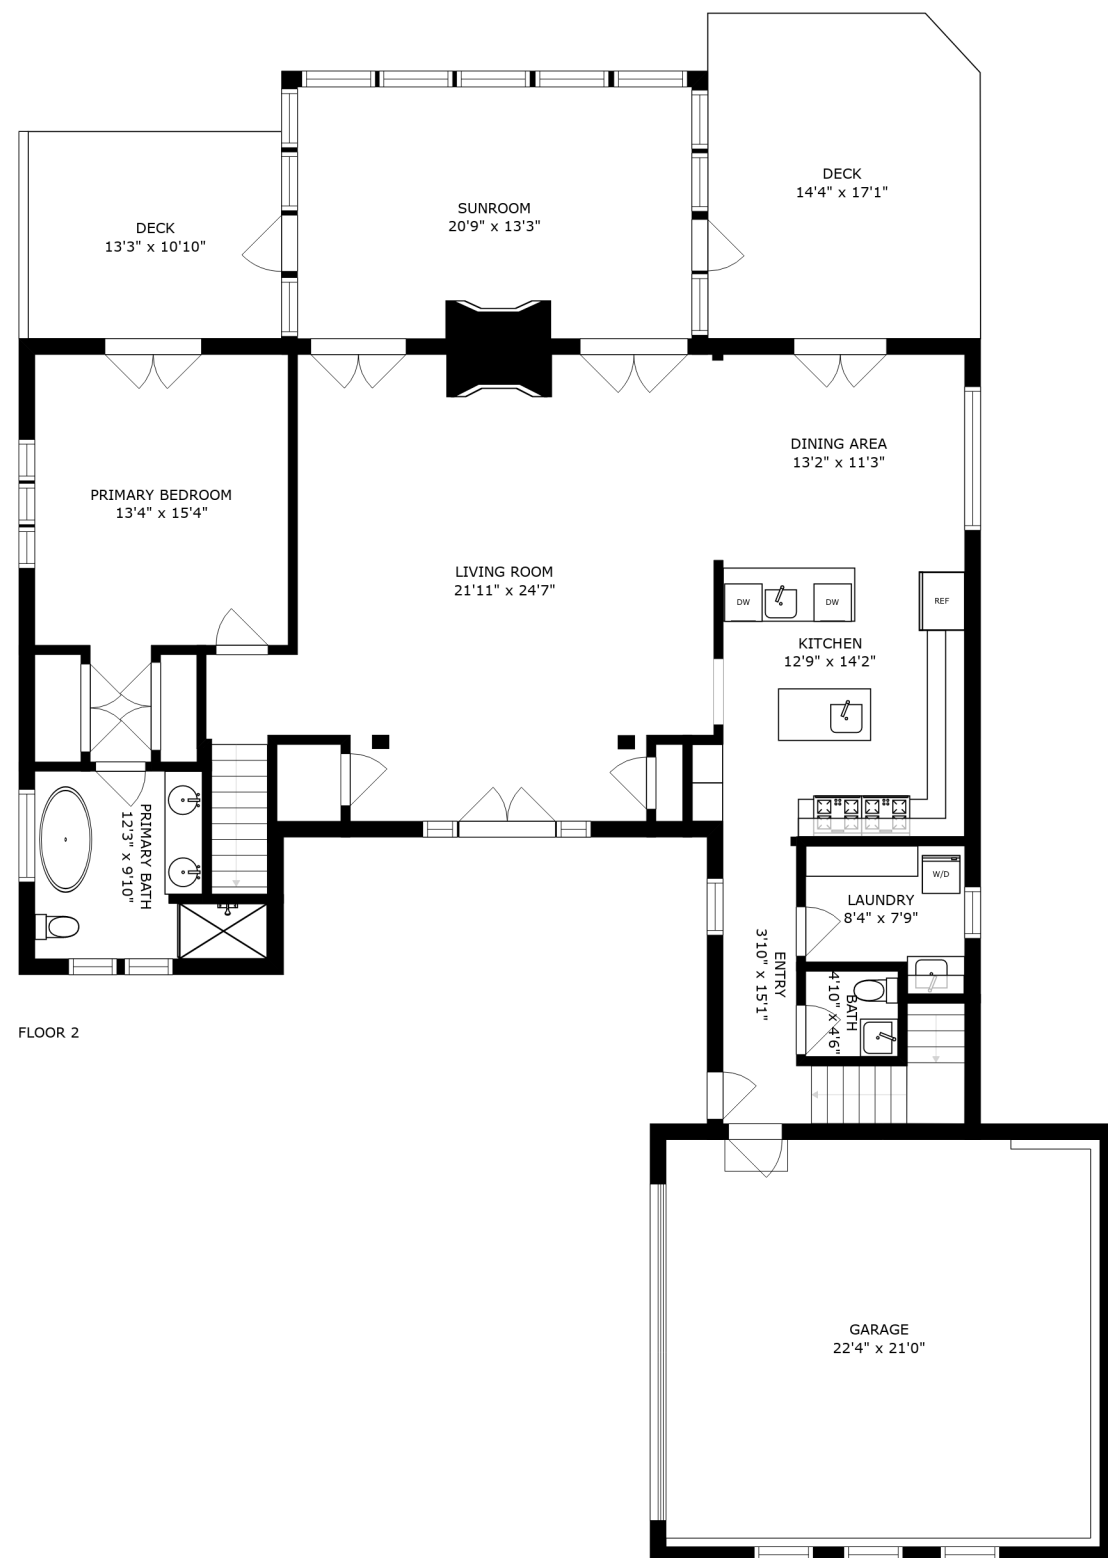 DECK
14'4" x 17'1"
SUNROOM
20'9" x 13'3"
DECK
13'3" x 10'10"
DINING AREA
13'2" x 11'3"
PRIMARY BEDROOM
13'4" x 15'4"
LIVING ROOM
21'11" x 24'7"
DW
DW
REF
KITCHEN
12'9" x 14'2"
PRIMARY BATH
12'3" x 9'10"
W/D
LAUNDRY
8'4" x 7'9"
ENTRY
3'10" x 15'1"
BATH
4'10" x 4'6"
FLOOR 2
GARAGE
22'4" x 21'0"